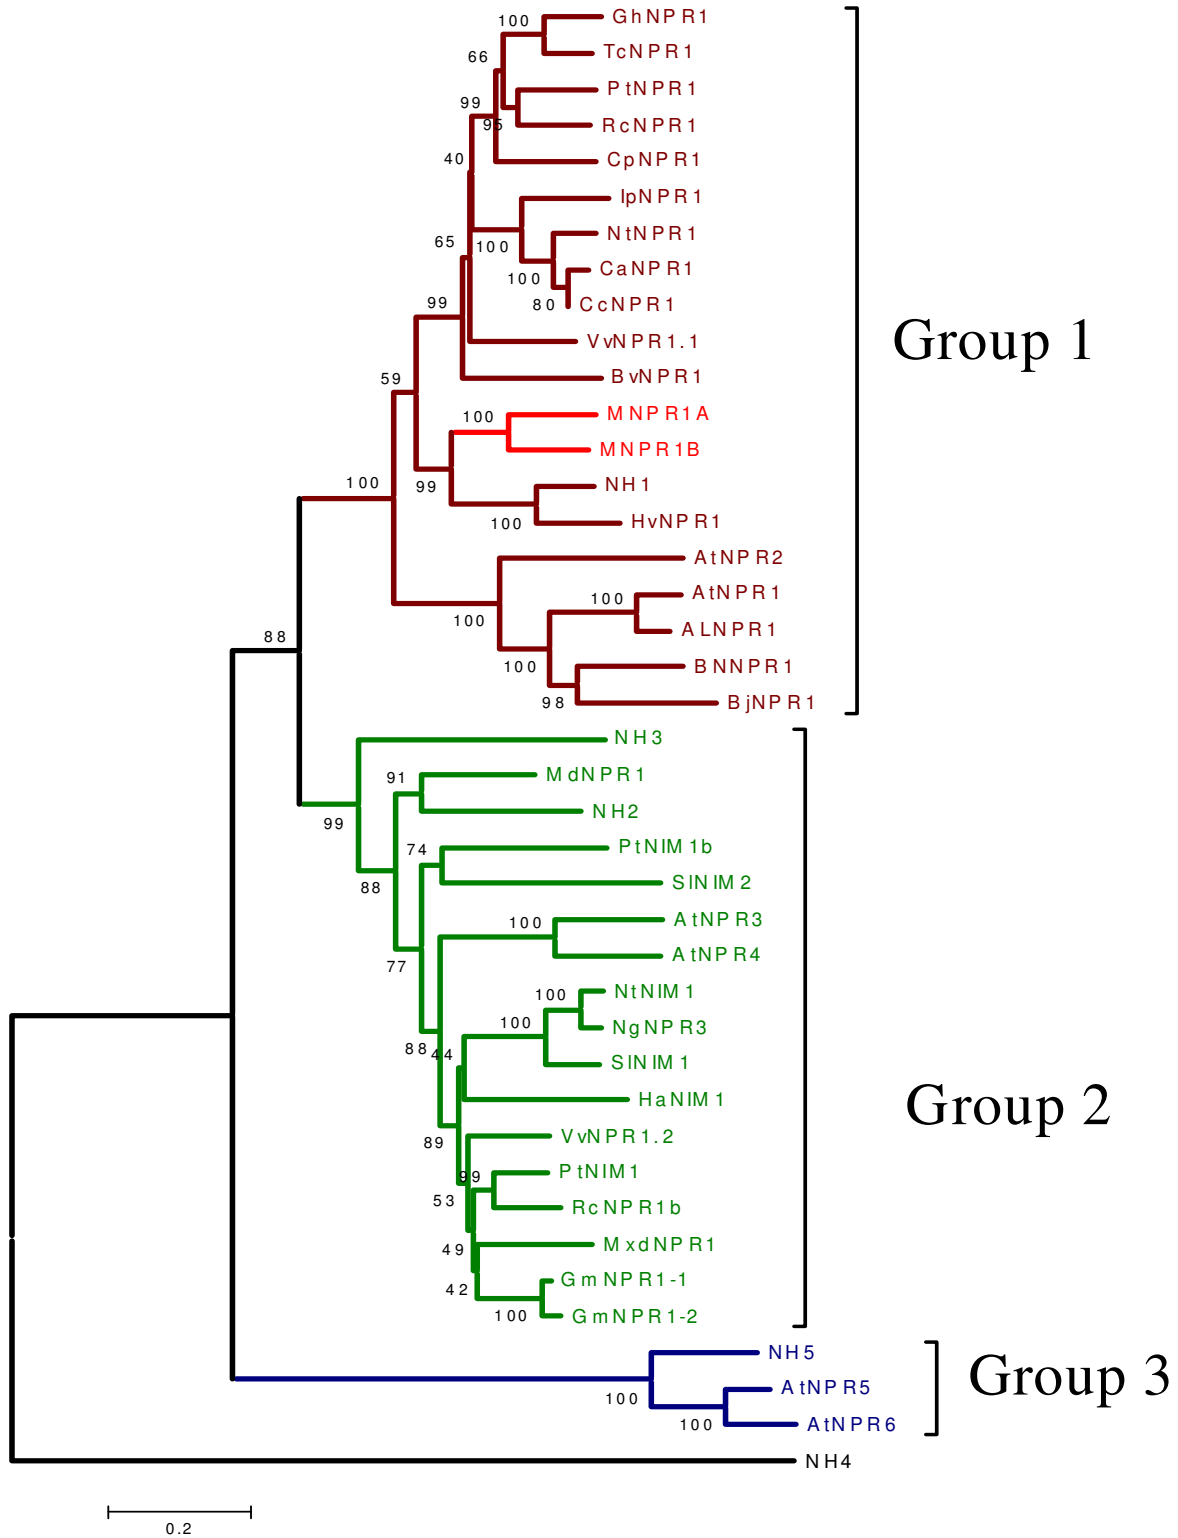 100
GhNPR1
66
TcNPR1
PtNPR1
99
95
RcNPR1
40
CpNPR1
IpNPR1
65
100
NtNPR1
100
CaNPR1
99
80
CcNPR1
VvNPR1.1
Group 1
59
BvNPR1
100
MNPR1A
MNPR1B
100
99
NH1
100
HvNPR1
AtNPR2
100
AtNPR1
100
ALNPR1
88
100
BNNPR1
98
BjNPR1
NH3
91
MdNPR1
99
NH2
74
PtNIM1b
88
SlNIM2
100
AtNPR3
77
AtNPR4
100
NtNIM1
100
NgNPR3
88
44
SlNIM1
HaNIM1
Group 2
89
VvNPR1.2
99
PtNIM1
53
RcNPR1b
49
MxdNPR1
42
GmNPR1-1
100
GmNPR1-2
NH5
Group 3
100
AtNPR5
100
AtNPR6
NH4
0.2